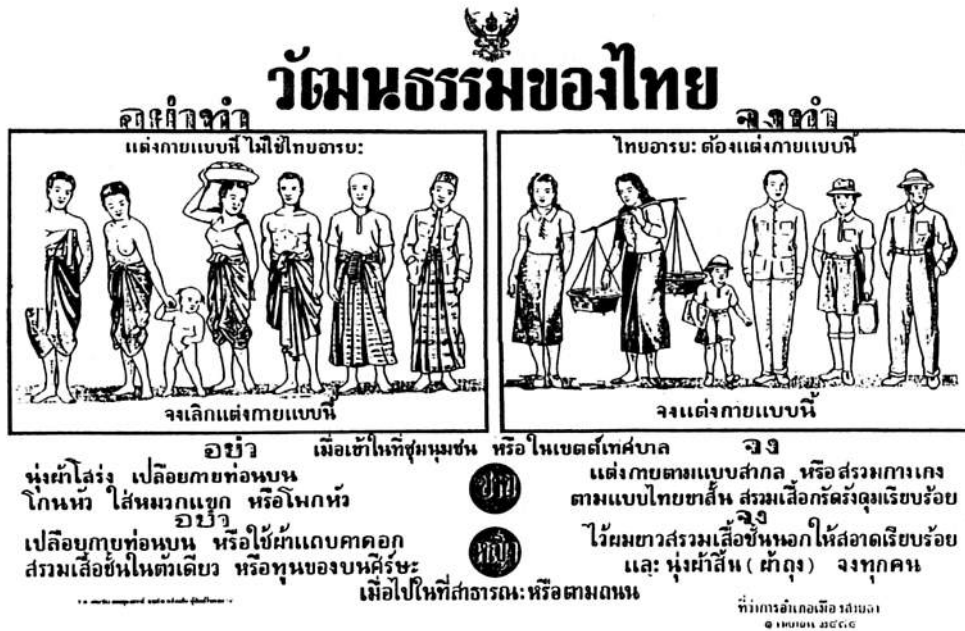 วัฒนธรรมของไทย
อย่าทำ
จงทำ
แต่งกายแบบนี้ ไม่ใช่ไทยอารยะ
ไทยอารยะ ต้องแต่งกายแบบนี้
จงเลิกแต่งกายแบบนี้
จงแต่งกายแบบนี้
อย่า เมื่อเข้าในที่ชุมนุมชน หรือในเขตต์เทศบาล จง
นุ่งผ้าโสร่ง เปลือยกายท่อนบน
โกนหัว ใส่หมวกแขก หรือโพกหัว
ชาย
แต่งกายตามแบบสากล หรือสรวมกางเกง
ตามแบบไทยขาสั้น สรวมเสื้อกรัดรังดุมเรียบร้อย
อย่า
จง
เปลือยกายท่อนบน หรือใช้ผ้าแถบคาดอก
สรวมเสื้อชั้นในตัวเดียว หรือทูนของบนศีร์ษะ
หญิง
ไว้ผมยาวสรวมเสื้อชั้นนอกให้สอาดเรียบร้อย
และ นุ่งผ้าสิ้น (ผ้าถุง) จงทุกคน
เมื่อไปในที่สาธารณะหรือตามถนน
ที่ว่าการอำเภอเมือง